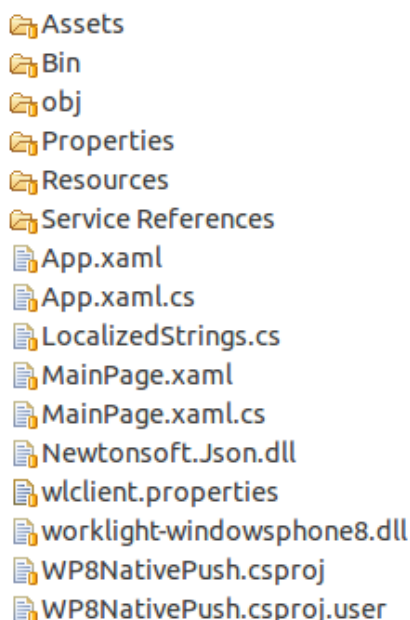 Assets
Bin
obj
Properties
Resources
Service References
App.xaml
App.xaml.cs
LocalizedStrings.cs
MainPage.xaml
MainPage.xaml.cs
Newtonsoft.Json.dll
wlclient.properties
worklight-windowsphone8.dll
WP8NativePush.csproj
WP8NativePush.csproj.user